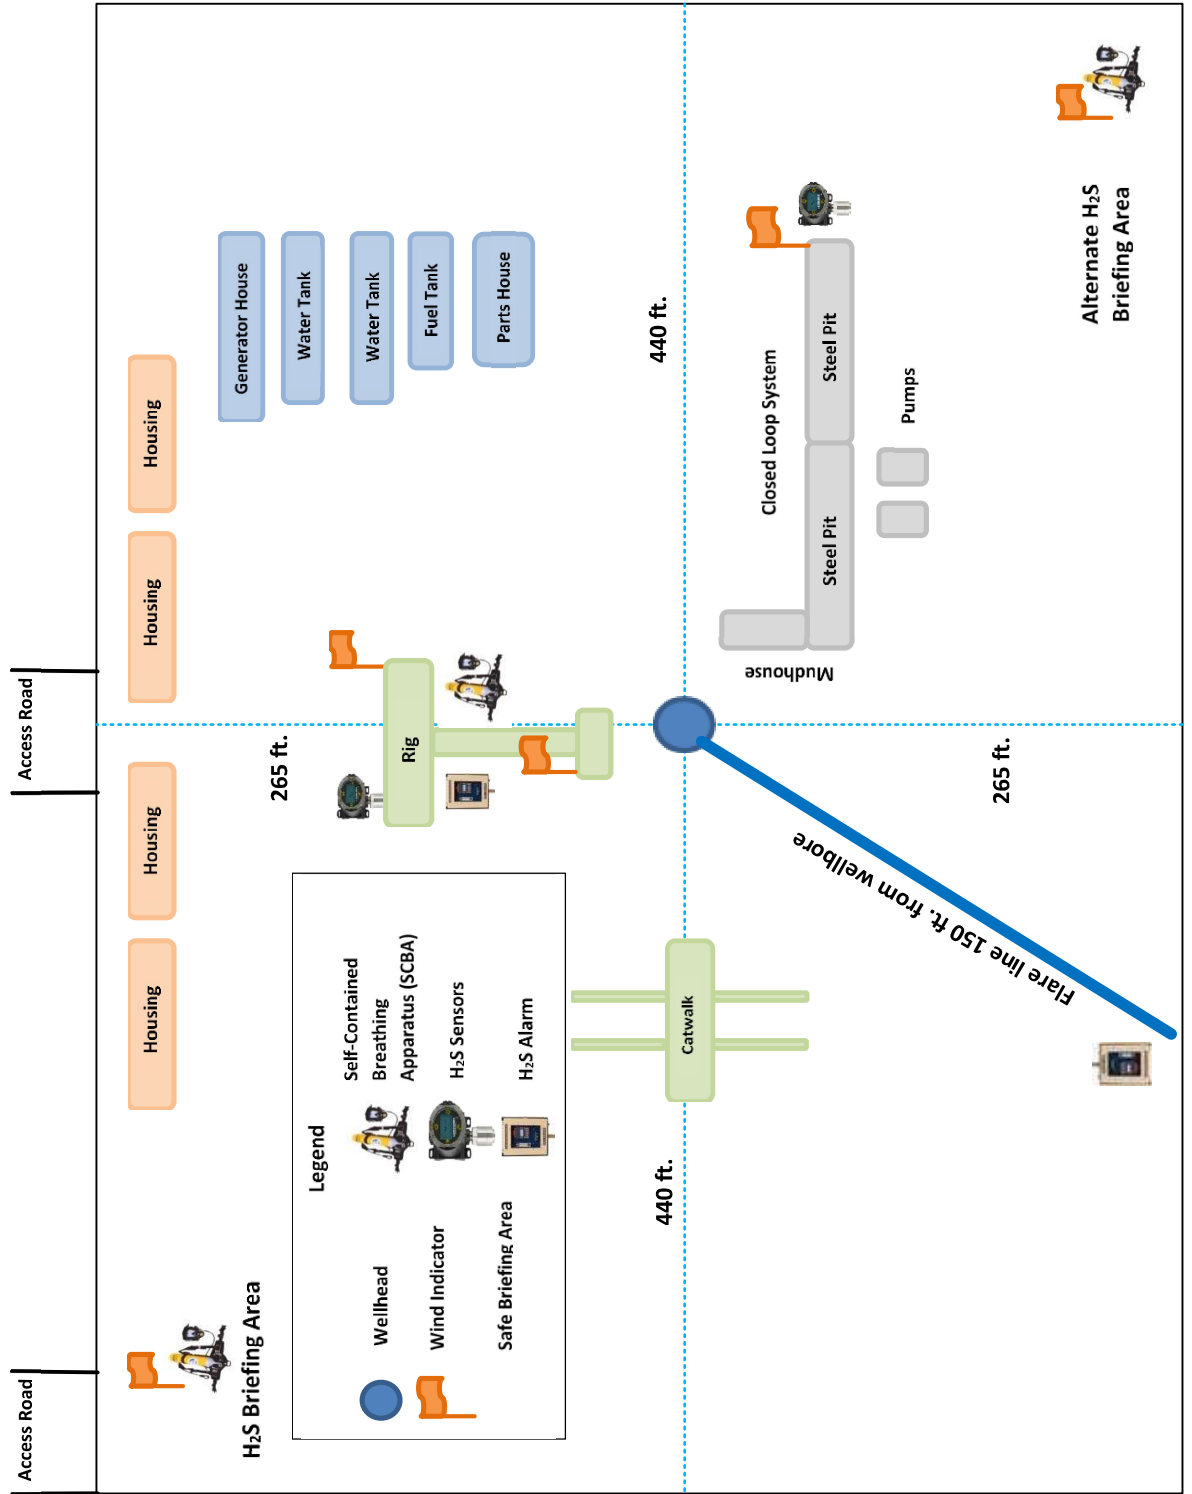 Access Road
Access Road
Housing
Housing
Housing
Housing
H₂S Briefing Area
265 ft.
Rig
Generator House
Water Tank
Water Tank
Fuel Tank
Parts House
Legend
Wellhead
Wind Indicator
Safe Briefing Area
Self-Contained
Breathing
Apparatus (SCBA)
H₂S Sensors
H₂S Alarm
440 ft.
Catwalk
440 ft.
Closed Loop System
Mudhouse
Steel Pit
Steel Pit
Pumps
Flare line 150 ft. from wellbore
265 ft.
Alternate H₂S
Briefing Area